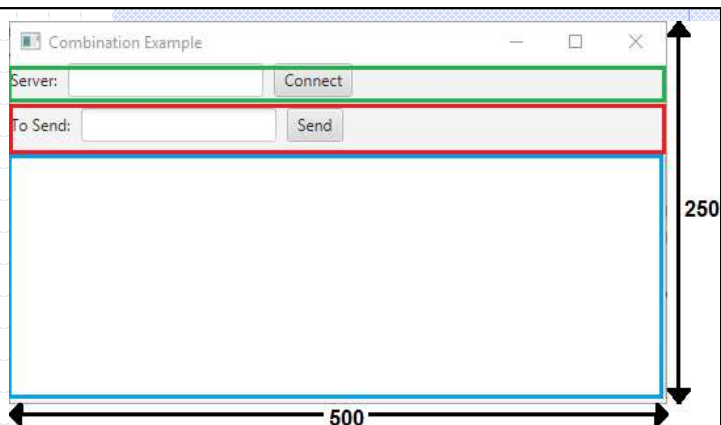 Combination Example
Server: Connect
To Send: Send
250
500